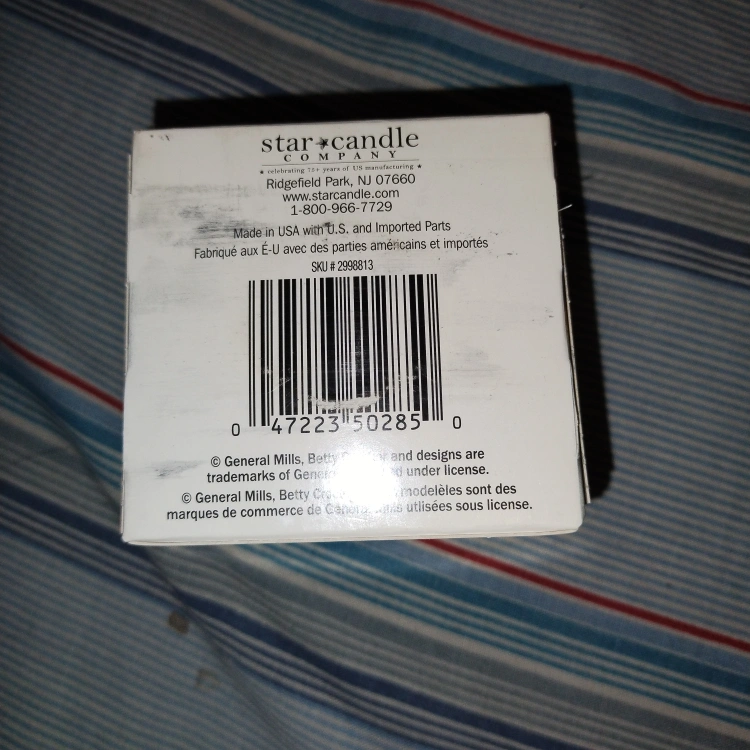 star candle
COMPANY
★ celebrating 75+ years of US manufacturing ★
Ridgefield Park, NJ 07660
www.starcandle.com
1-800-966-7729
Made in USA with U.S. and Imported Parts
Fabriqué aux É-U avec des parties américains et importés
SKU # 2998813
0 47223 50285 0
© General Mills, Betty and designs are
trademarks of under license.
© General Mills, Betty modelèles sont des
marques de commerce de utlisées sous license.